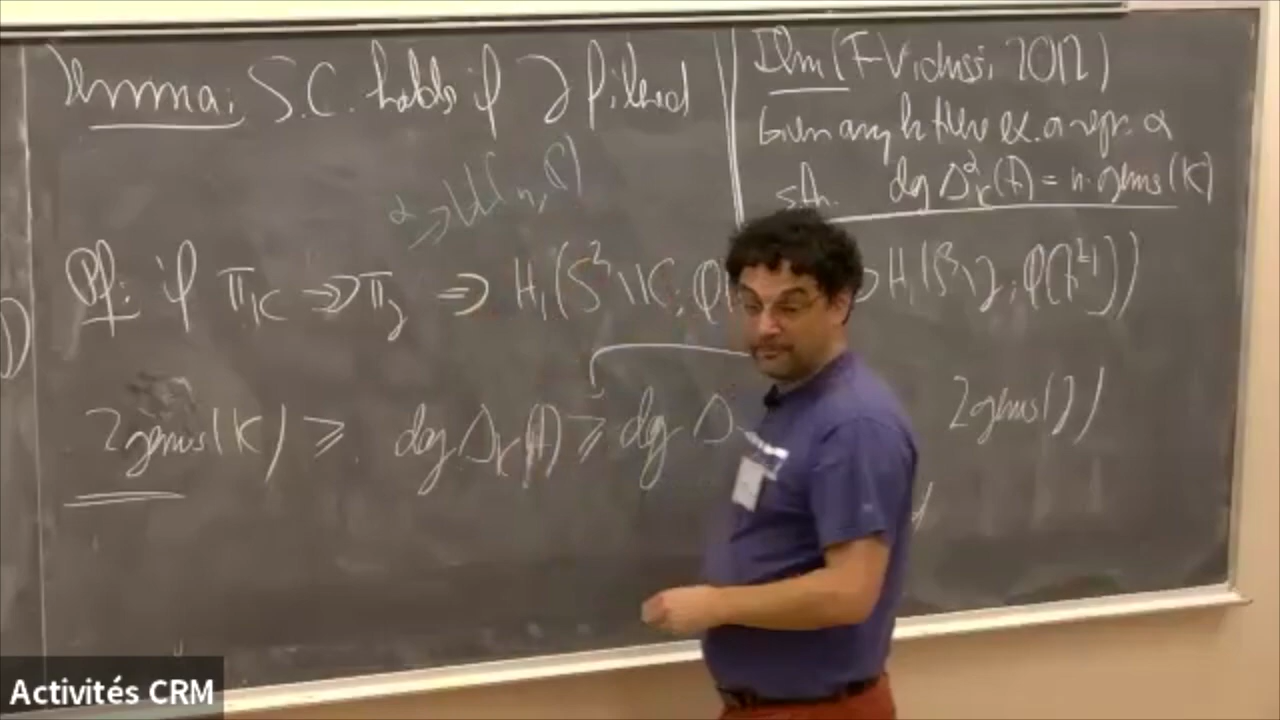 Lemma: S.C. holds if J fibered
α → U(n, ℂ)
Pf: if π_K ↠ π_J ⇒ H_1(S^3 \ K; Q[ ⇒ H_1(S^3 \ J; Q[t^{±1}])
2genus(K) ≥ deg Δ_K(t) ≥ deg Δ 2genus(J)
Thm (F-Vidussi 2012)
Given any K there ex. a repr. α
s.th. deg Δ^α_K(t) = n·genus(K)
Activités CRM